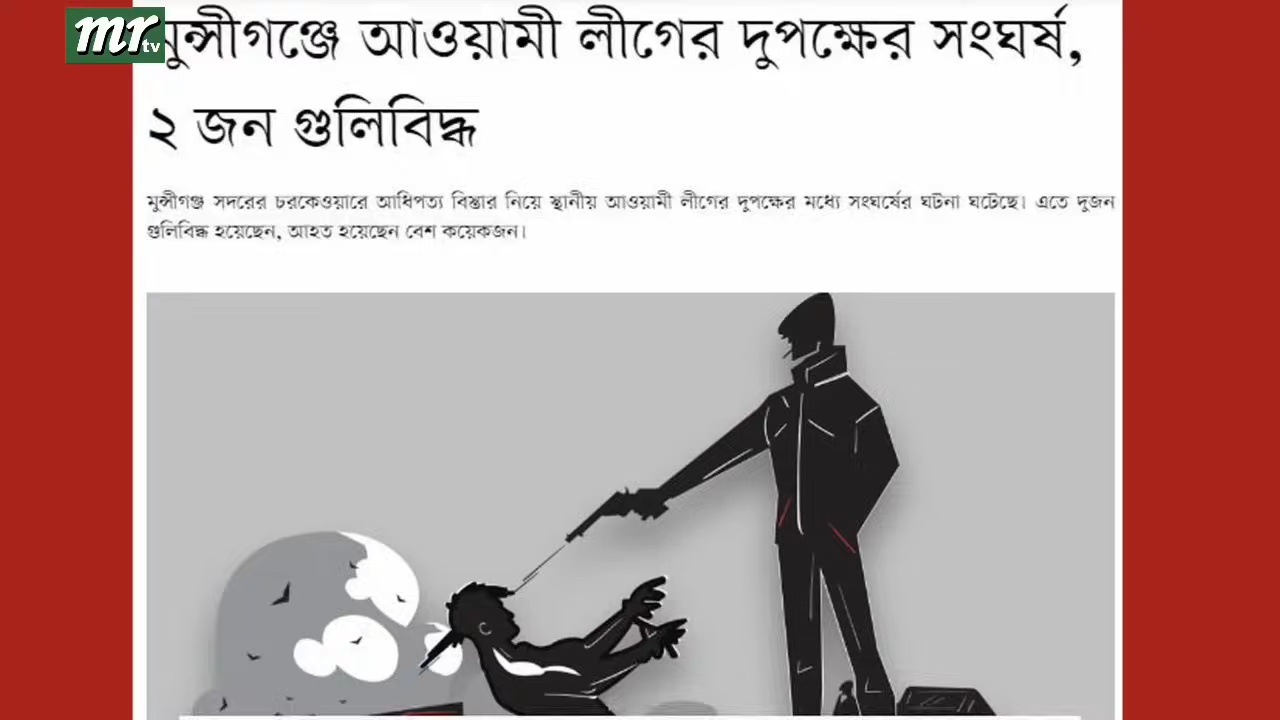 mr tv
মুন্সীগঞ্জে আওয়ামী লীগের দুপক্ষের সংঘর্ষ,
২ জন গুলিবিদ্ধ
মুন্সীগঞ্জ সদরের চরকেওয়ারে আধিপত্য বিস্তার নিয়ে স্থানীয় আওয়ামী লীগের দুপক্ষের মধ্যে সংঘর্ষের ঘটনা ঘটেছে। এতে দুজন
গুলিবিদ্ধ হয়েছেন, আহত হয়েছেন বেশ কয়েকজন।